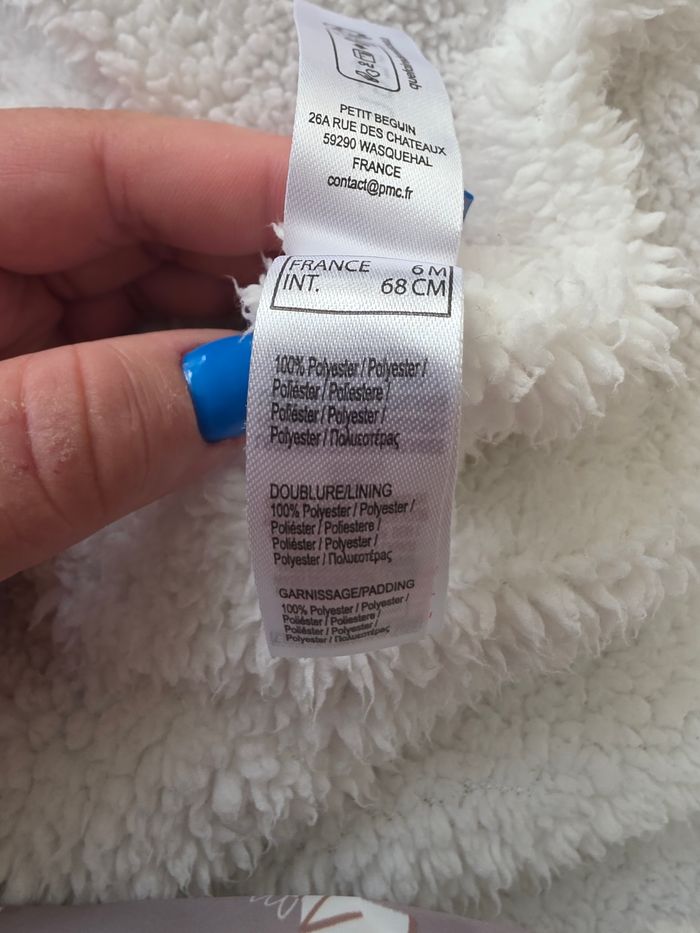 PETIT BEGUIN
26A RUE DES CHATEAUX
59290 WASQUEHAL
FRANCE
contact@pmc.fr
FRANCE 6 M
INT. 68 CM
100% Polyester / Polyester /
Poliéster / Poliestere /
Poliéster / Polyester /
Polyester / Πολυεστέρας
DOUBLURE/LINING
100% Polyester / Polyester /
Poliéster / Poliestere /
Poliéster / Polyester /
Polyester / Πολυεστέρας
GARNISSAGE/PADDING
100% Polyester / Polyester /
Poliéster / Poliestere /
Poliéster / Polyester /
Polyester / Πολυεστέρας